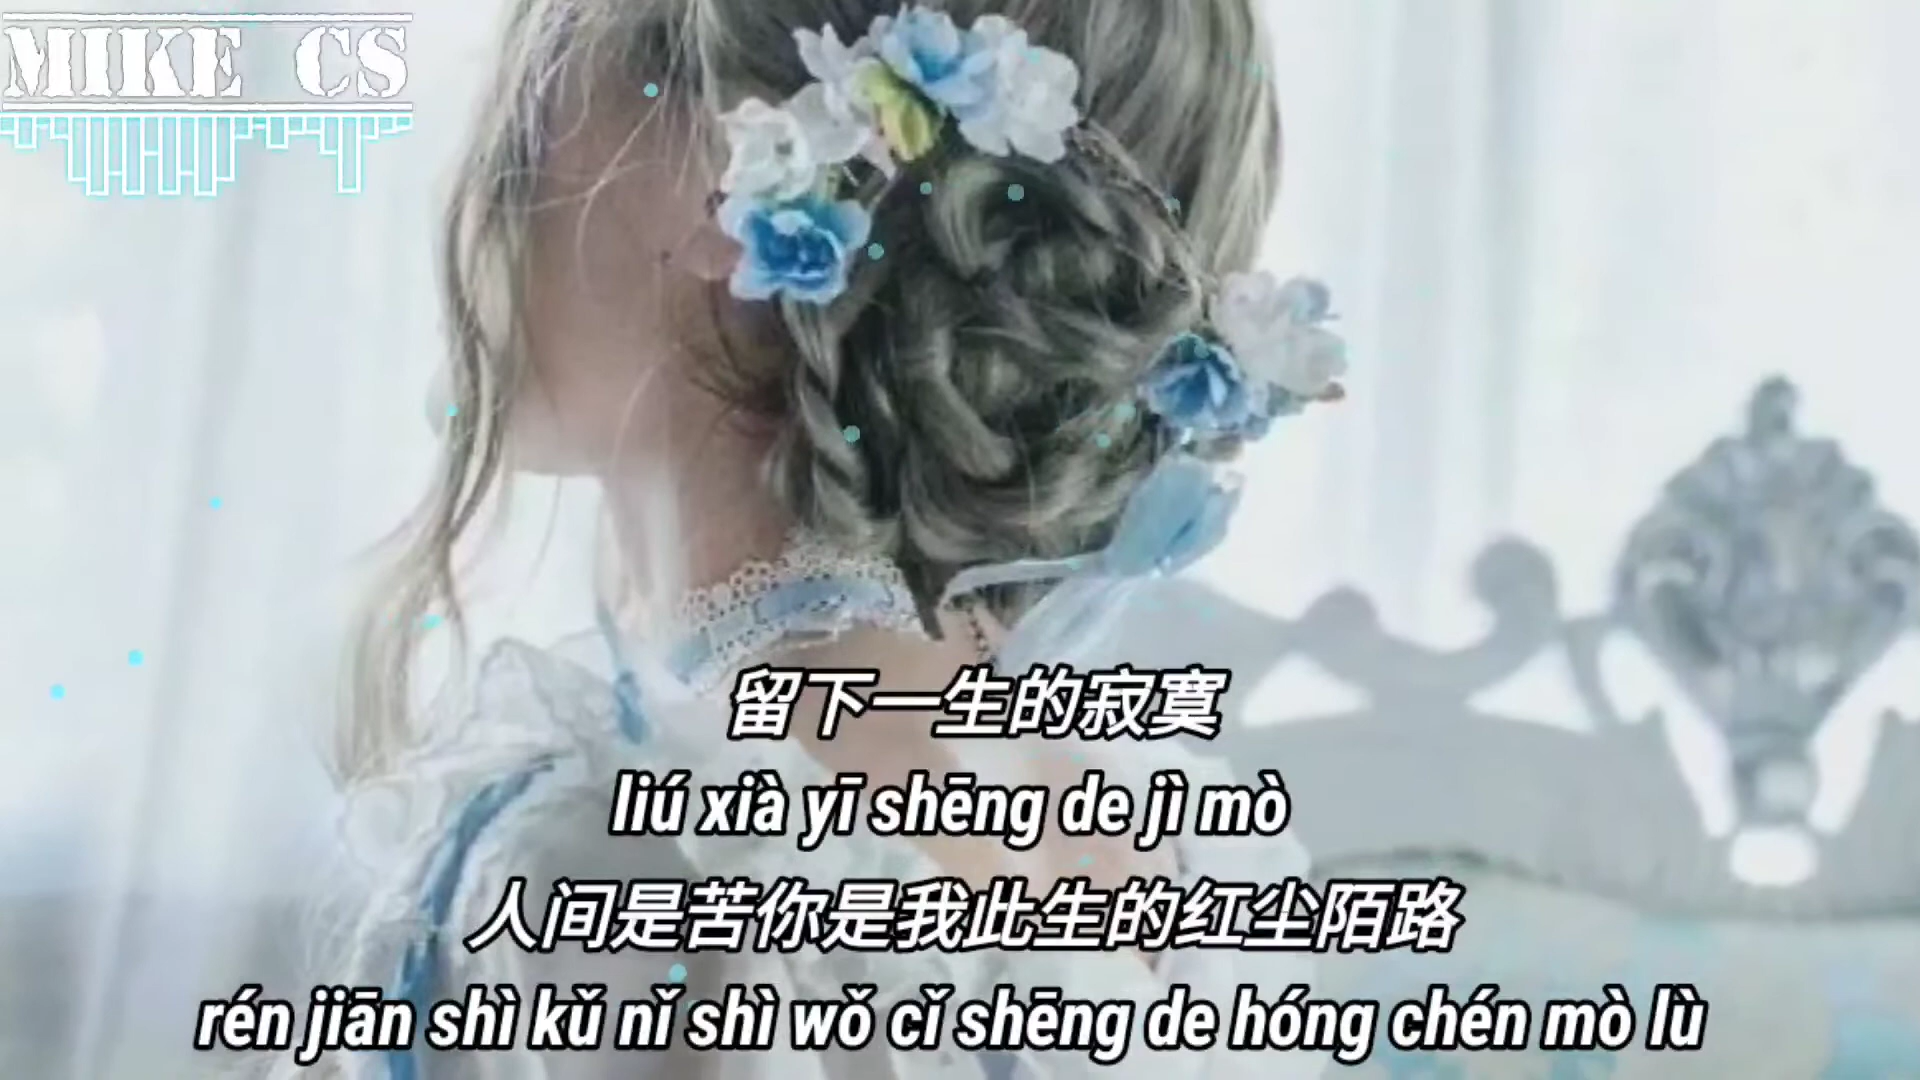 MIKE CS
留下一生的寂寞
liú xià yī shēng de jì mò
人间是苦你是我此生的红尘陌路
rén jiān shì kǔ nǐ shì wǒ cǐ shēng de hóng chén mò lù